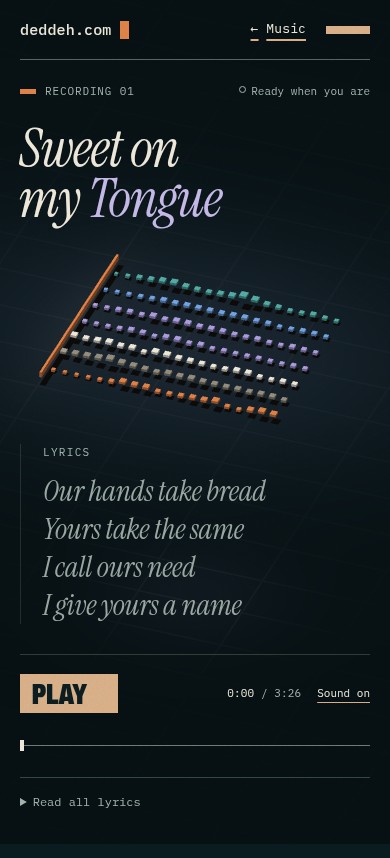 deddeh.com
← Music
RECORDING 01
Ready when you are
Sweet on
my Tongue
LYRICS
Our hands take bread
Yours take the same
I call ours need
I give yours a name
PLAY
0:00 / 3:26
Sound on
Read all lyrics